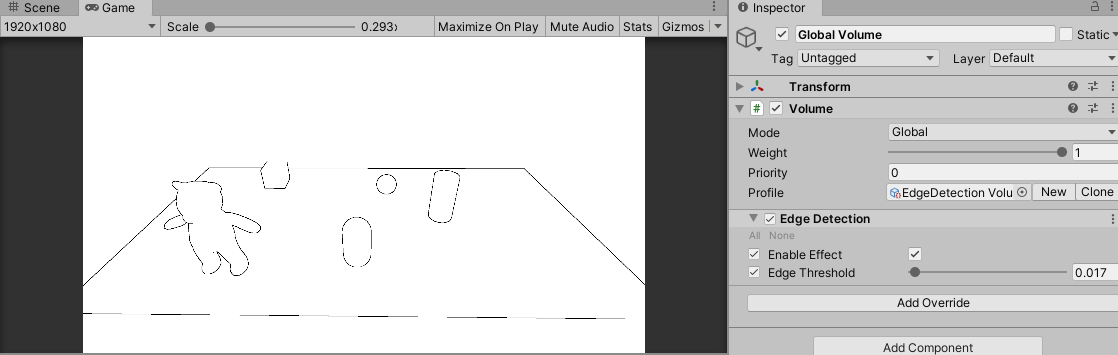 Scene Game
1920x1080 Scale 0.293x Maximize On Play Mute Audio Stats Gizmos
Inspector
Global Volume Static
Tag Untagged Layer Default
Transform
# Volume
Mode Global
Weight 1
Priority 0
Profile EdgeDetection Volu New Clone
Edge Detection
All None
Enable Effect
Edge Threshold 0.017
Add Override
Add Component